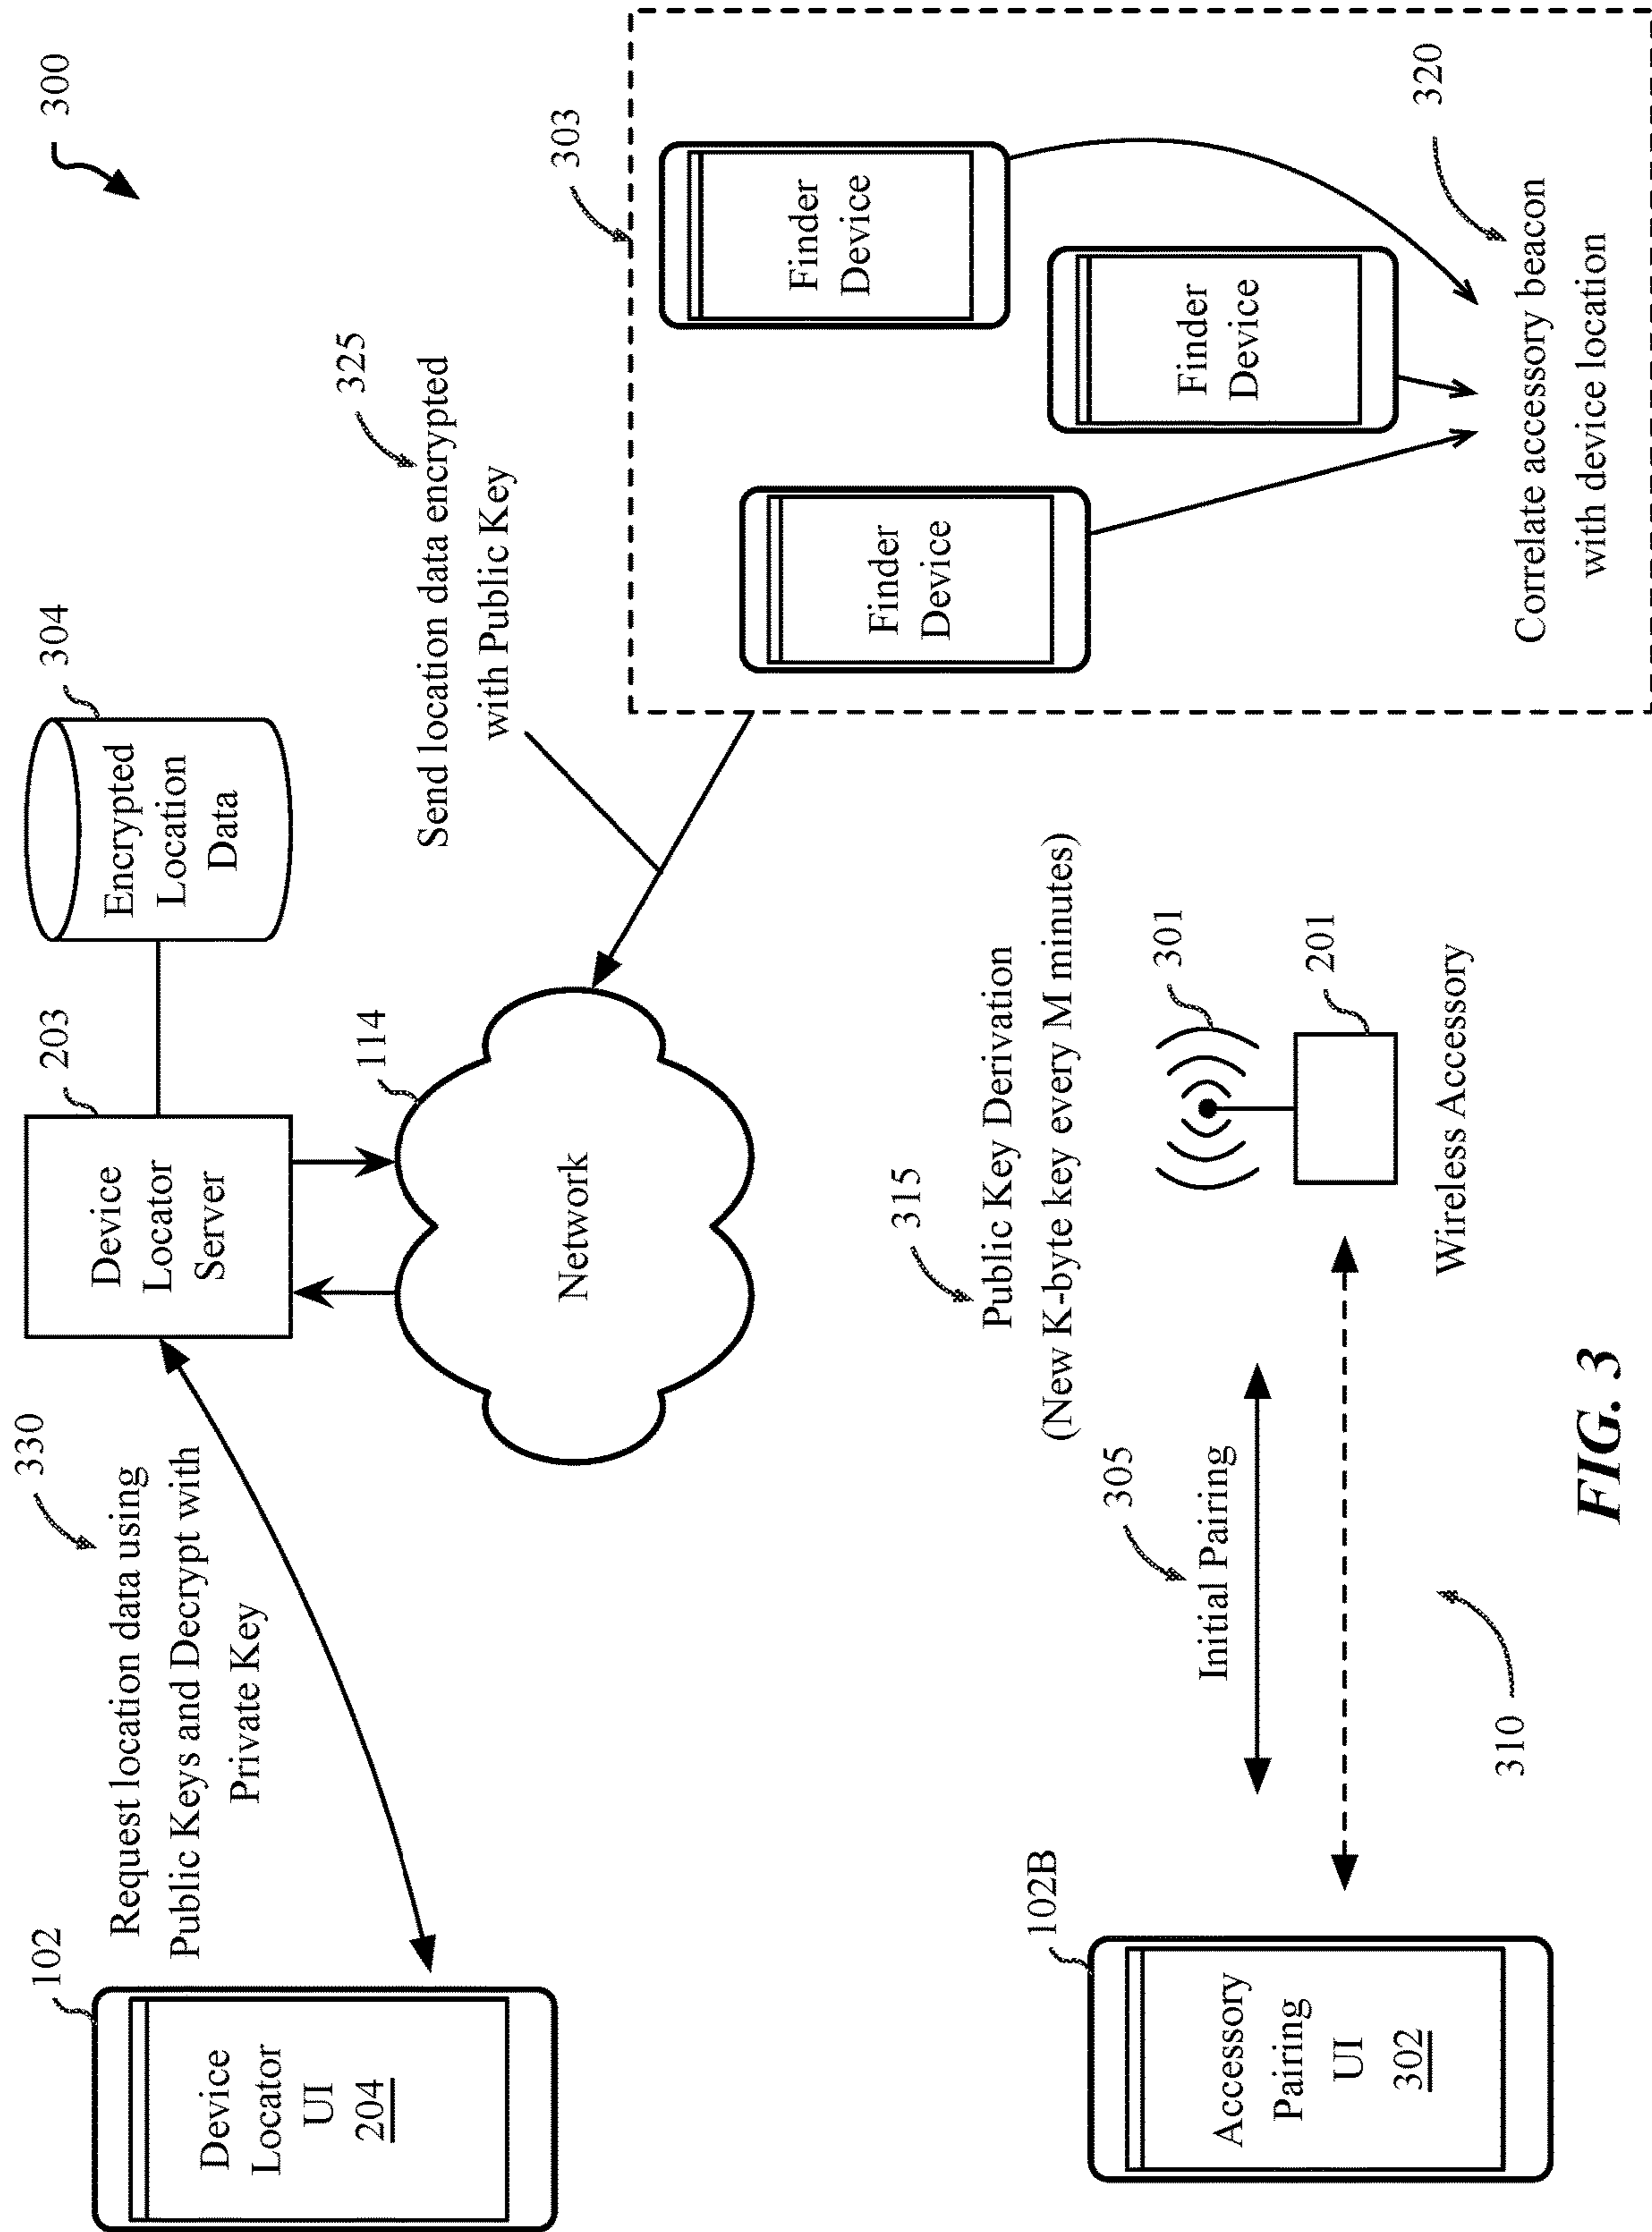 300
102
Device
Locator
UI
204
330
Request location data using
Public Keys and Decrypt with
Private Key
203
Device
Locator
Server
304
Encrypted
Location
Data
114
Network
325
Send location data encrypted
with Public Key
303
Finder
Device
Finder
Device
Finder
Device
320
Correlate accessory beacon
with device location
102B
Accessory
Pairing
UI
302
305
Initial Pairing
310
315
Public Key Derivation
(New K-byte key every M minutes)
301
201
Wireless Accessory
FIG. 3